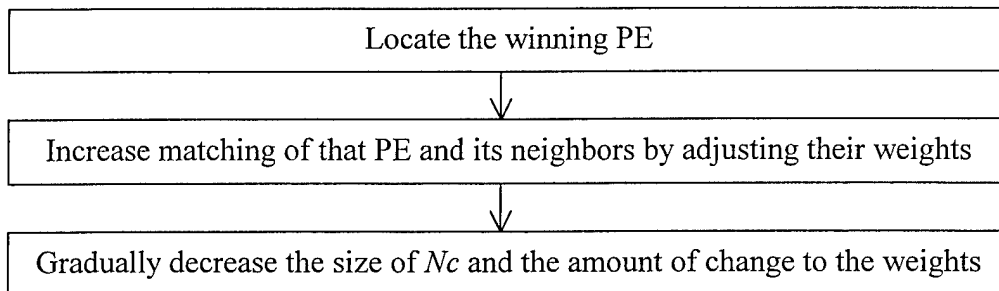 Locate the winning PE
Increase matching of that PE and its neighbors by adjusting their weights
Gradually decrease the size of Nc and the amount of change to the weights